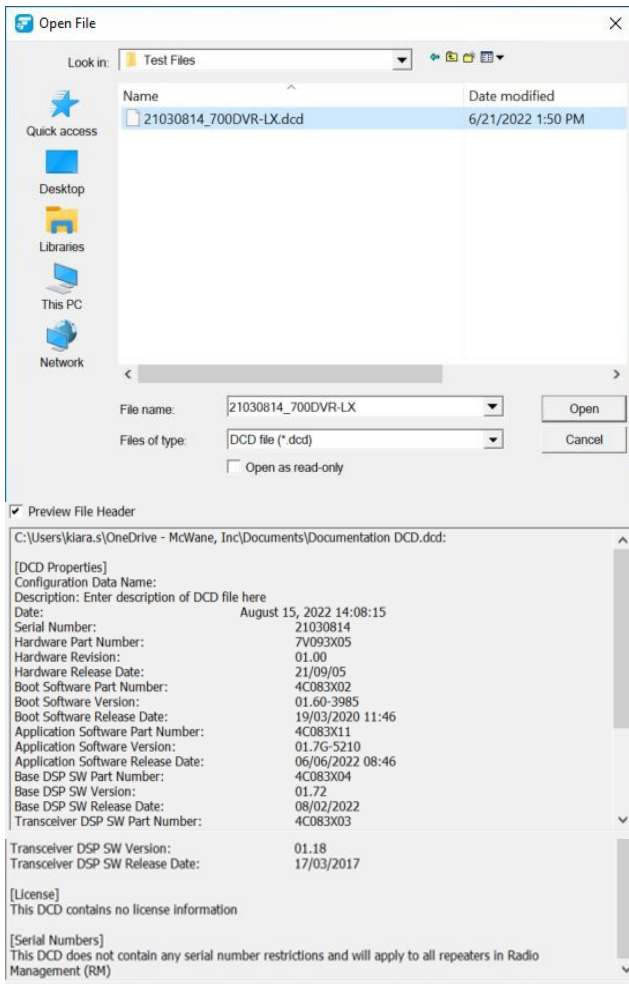 Open File
Look in: Test Files
Name Date modified
21030814_700DVR-LX.dcd 6/21/2022 1:50 PM
Quick access
Desktop
Libraries
This PC
Network
File name: 21030814_700DVR-LX Open
Files of type: DCD file (*.dcd) Cancel
Open as read-only
Preview File Header
C:\Users\kiara.s\OneDrive - McWane, Inc\Documents\Documentation DCD.dcd:
[DCD Properties]
Configuration Data Name:
Description: Enter description of DCD file here
Date: August 15, 2022 14:08:15
Serial Number: 21030814
Hardware Part Number: 7V093X05
Hardware Revision: 01.00
Hardware Release Date: 21/09/05
Boot Software Part Number: 4C083X02
Boot Software Version: 01.60-3985
Boot Software Release Date: 19/03/2020 11:46
Application Software Part Number: 4C083X11
Application Software Version: 01.7G-5210
Application Software Release Date: 06/06/2022 08:46
Base DSP SW Part Number: 4C083X04
Base DSP SW Version: 01.72
Base DSP SW Release Date: 08/02/2022
Transceiver DSP SW Part Number: 4C083X03
Transceiver DSP SW Version: 01.18
Transceiver DSP SW Release Date: 17/03/2017
[License]
This DCD contains no license information
[Serial Numbers]
This DCD does not contain any serial number restrictions and will apply to all repeaters in Radio
Management (RM)